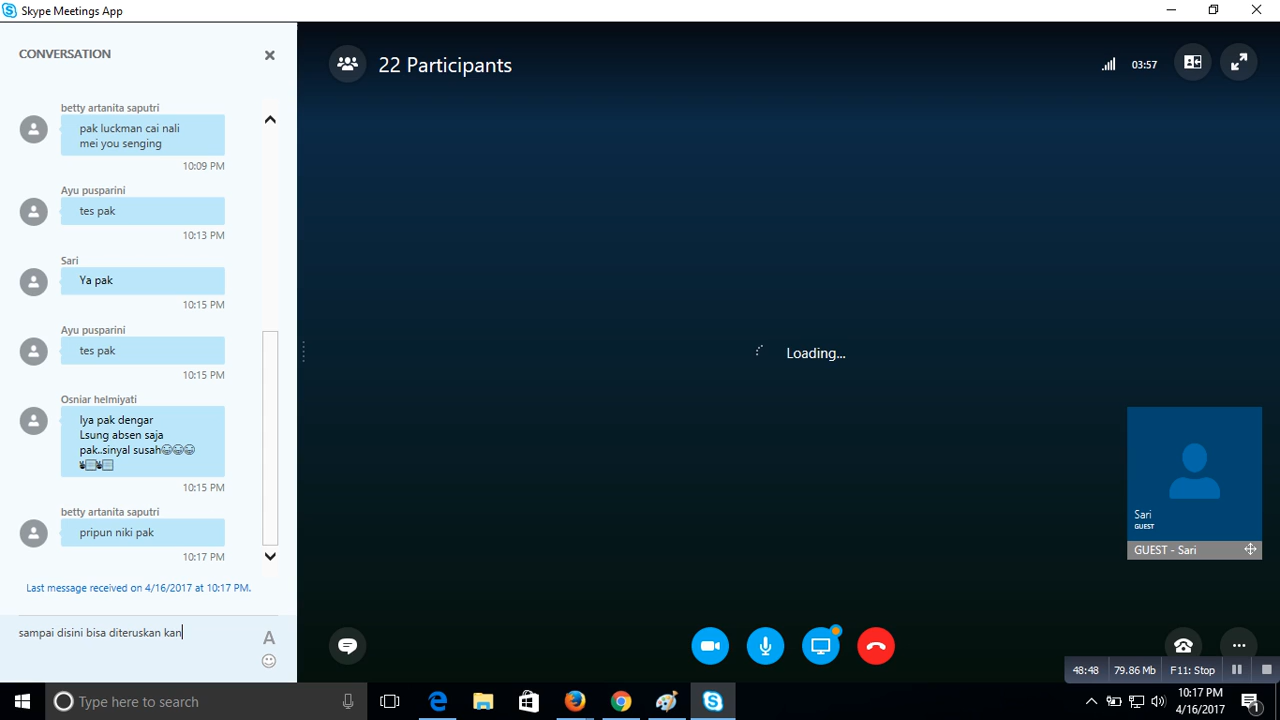 Skype Meetings App
CONVERSATION
betty artanita saputri
pak luckman cai nali
mei you senging
10:09 PM
Ayu pusparini
tes pak
10:13 PM
Sari
Ya pak
10:15 PM
Ayu pusparini
tes pak
10:15 PM
Osniar helmiyati
Iya pak dengar
Lsung absen saja
pak..sinyal susah
10:15 PM
betty artanita saputri
pripun niki pak
10:17 PM
Last message received on 4/16/2017 at 10:17 PM.
sampai disini bisa diteruskan kan
A
22 Participants
03:57
Loading...
Sari
GUEST
GUEST - Sari
48:48
79.86 Mb
F11: Stop
Type here to search
10:17 PM
4/16/2017
1